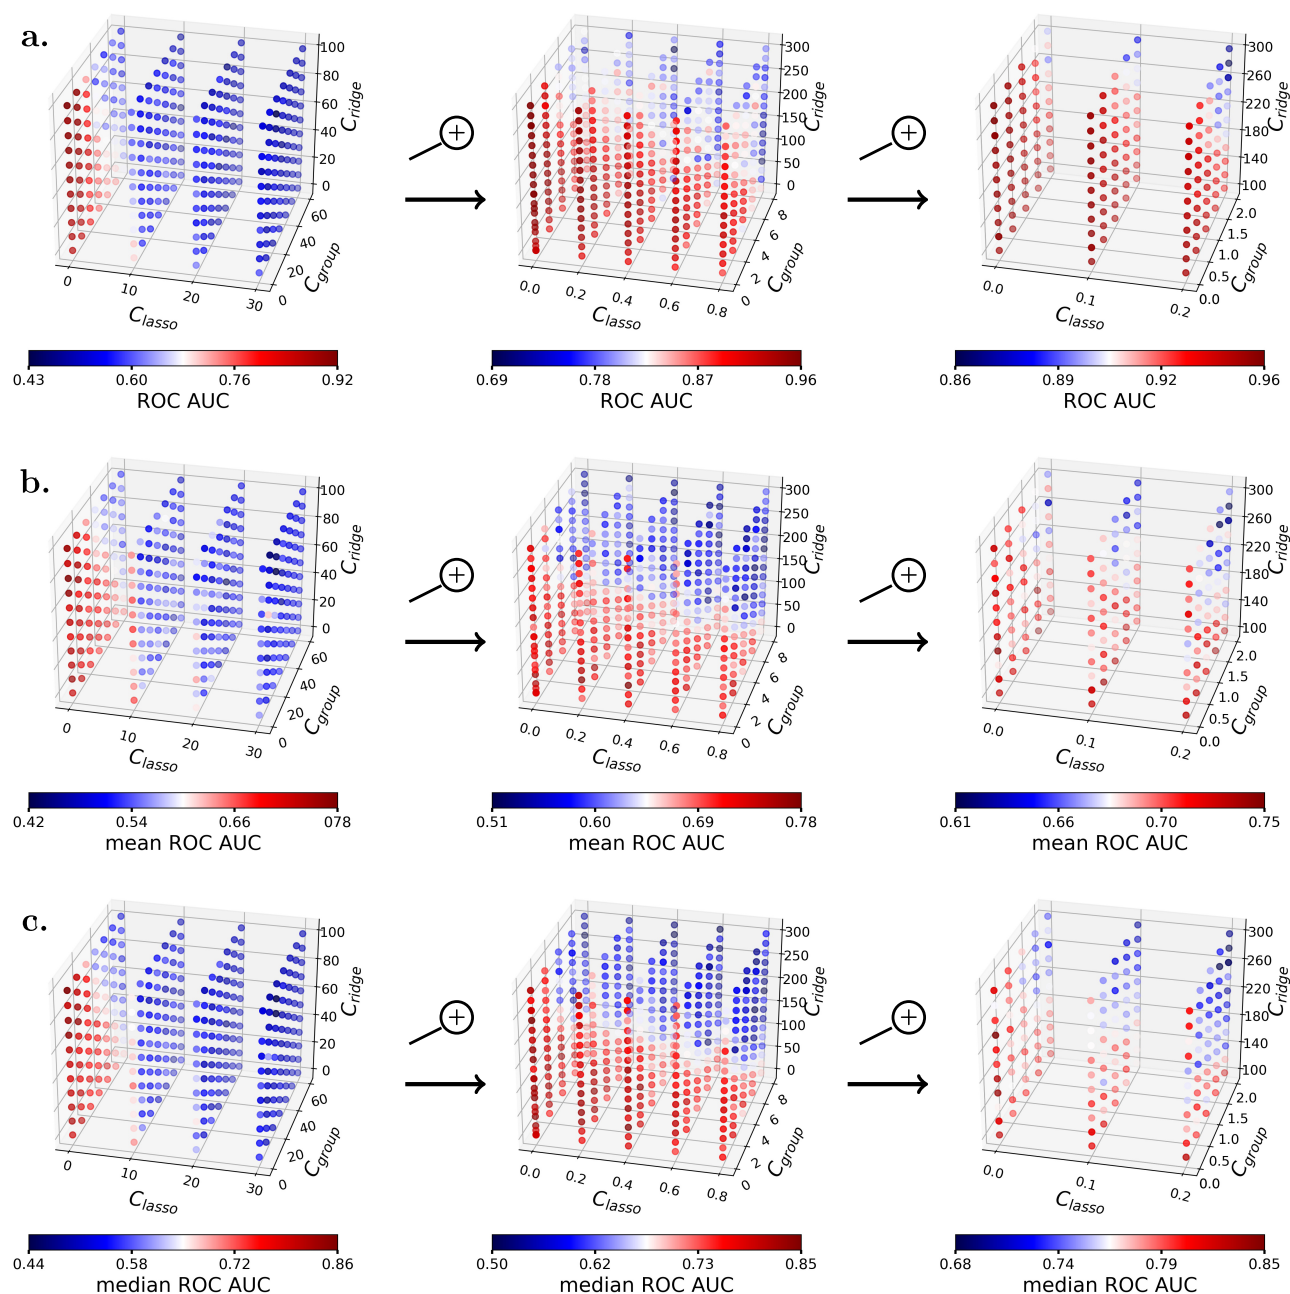 a.
100
80
60
40
20
0
C_ridge
60
40
20
0
C_group
0
10
20
30
C_lasso
0.43 0.60 0.76 0.92
ROC AUC
300
250
200
150
100
50
0
C_ridge
8
6
4
2
0
C_group
0.0
0.2
0.4
0.6
0.8
C_lasso
0.69 0.78 0.87 0.96
ROC AUC
300
260
220
180
140
100
C_ridge
2.0
1.5
1.0
0.5
0.0
C_group
0.0
0.1
0.2
C_lasso
0.86 0.89 0.92 0.96
ROC AUC
b.
100
80
60
40
20
0
C_ridge
60
40
20
0
C_group
0
10
20
30
C_lasso
0.42 0.54 0.66 078
mean ROC AUC
300
250
200
150
100
50
0
C_ridge
8
6
4
2
0
C_group
0.0
0.2
0.4
0.6
0.8
C_lasso
0.51 0.60 0.69 0.78
mean ROC AUC
300
260
220
180
140
100
C_ridge
2.0
1.5
1.0
0.5
0.0
C_group
0.0
0.1
0.2
C_lasso
0.61 0.66 0.70 0.75
mean ROC AUC
c.
100
80
60
40
20
0
C_ridge
60
40
20
0
C_group
0
10
20
30
C_lasso
0.44 0.58 0.72 0.86
median ROC AUC
300
250
200
150
100
50
0
C_ridge
8
6
4
2
0
C_group
0.0
0.2
0.4
0.6
0.8
C_lasso
0.50 0.62 0.73 0.85
median ROC AUC
300
260
220
180
140
100
C_ridge
2.0
1.5
1.0
0.5
0.0
C_group
0.0
0.1
0.2
C_lasso
0.68 0.74 0.79 0.85
median ROC AUC